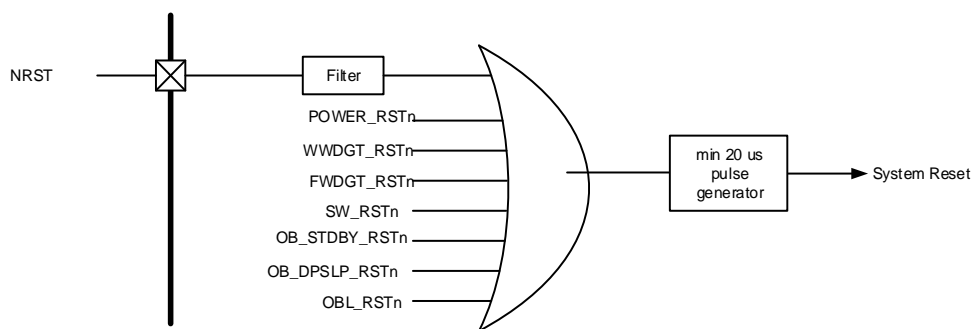 NRST
Filter
POWER_RSTn
WWDGT_RSTn
FWDGT_RSTn
SW_RSTn
OB_STDBY_RSTn
OB_DPSLP_RSTn
OBL_RSTn
min 20 us
pulse
generator
System Reset